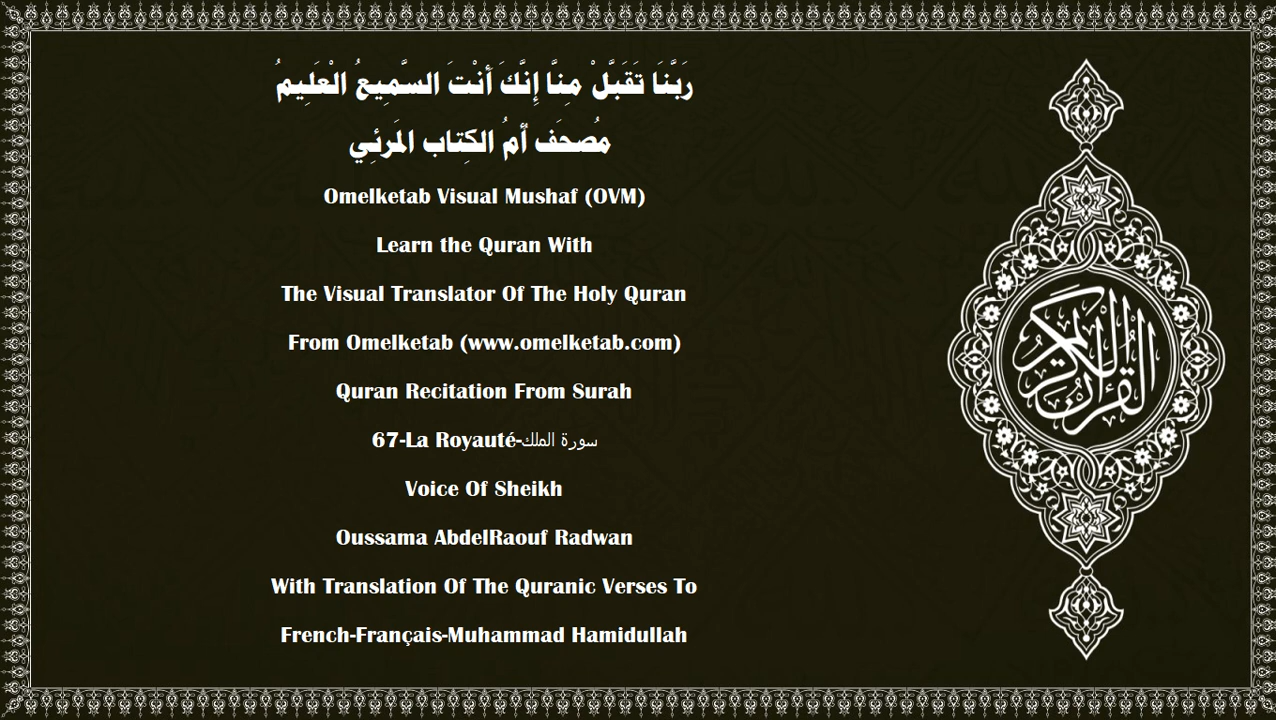 رَبَّنَا تَقَبَّلْ مِنَّا إِنَّكَ أَنْتَ السَّمِيعُ الْعَلِيمُ
مُصحَف أمُ الكِتاب المَرئِي
Omelketab Visual Mushaf (OVM)
Learn the Quran With
The Visual Translator Of The Holy Quran
From Omelketab (www.omelketab.com)
Quran Recitation From Surah
67-La Royauté-سورة الملك
Voice Of Sheikh
Oussama AbdelRaouf Radwan
With Translation Of The Quranic Verses To
French-Français-Muhammad Hamidullah
القرآن الكريم